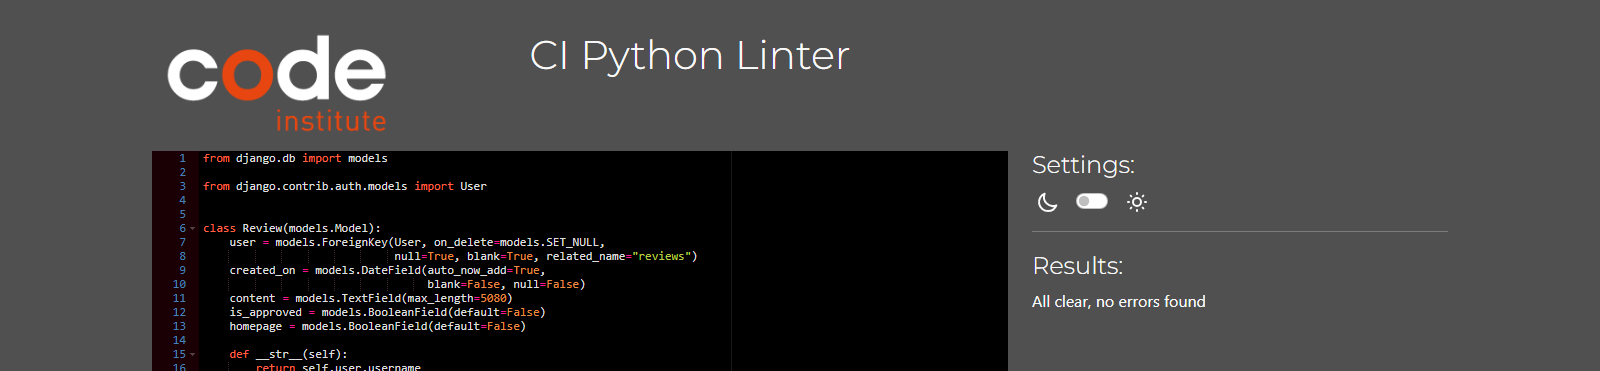 code
institute
CI Python Linter
1 from django.db import models
2
3 from django.contrib.auth.models import User
4
5
6 class Review(models.Model):
7     user = models.ForeignKey(User, on_delete=models.SET_NULL,
8                              null=True, blank=True, related_name="reviews")
9     created_on = models.DateField(auto_now_add=True,
10                                   blank=False, null=False)
11     content = models.TextField(max_length=5080)
12     is_approved = models.BooleanField(default=False)
13     homepage = models.BooleanField(default=False)
14
15     def __str__(self):
16         return self.user.username
Settings:
Results:
All clear, no errors found